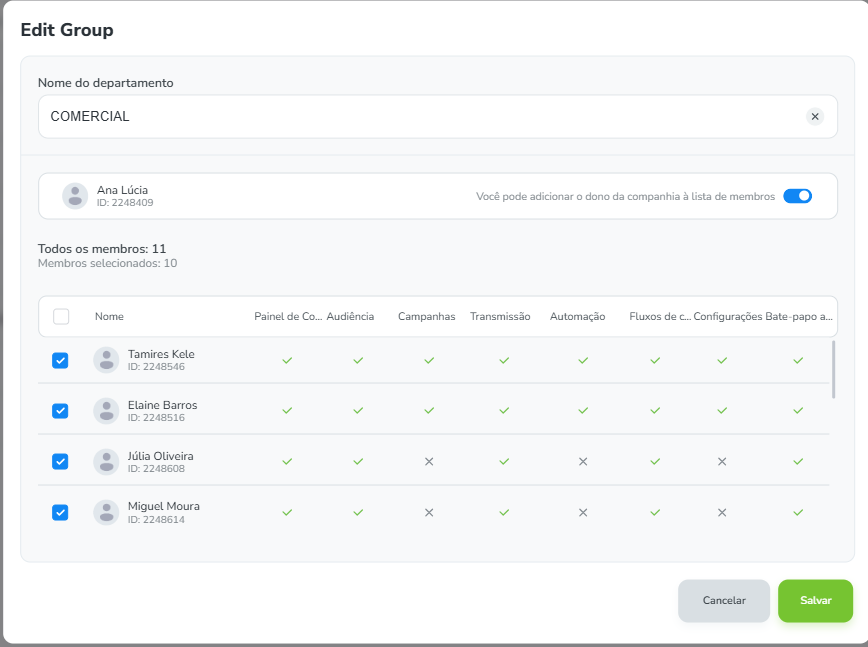 Edit Group
Nome do departamento
COMERCIAL
Ana Lúcia
ID: 2248409
Você pode adicionar o dono da companhia à lista de membros
Todos os membros: 11
Membros selecionados: 10
Nome Painel de Co... Audiência Campanhas Transmissão Automação Fluxos de c... Configurações Bate-papo a...
Tamires Kele
ID: 2248546
Elaine Barros
ID: 2248516
Júlia Oliveira
ID: 2248608
Miguel Moura
ID: 2248614
Cancelar Salvar